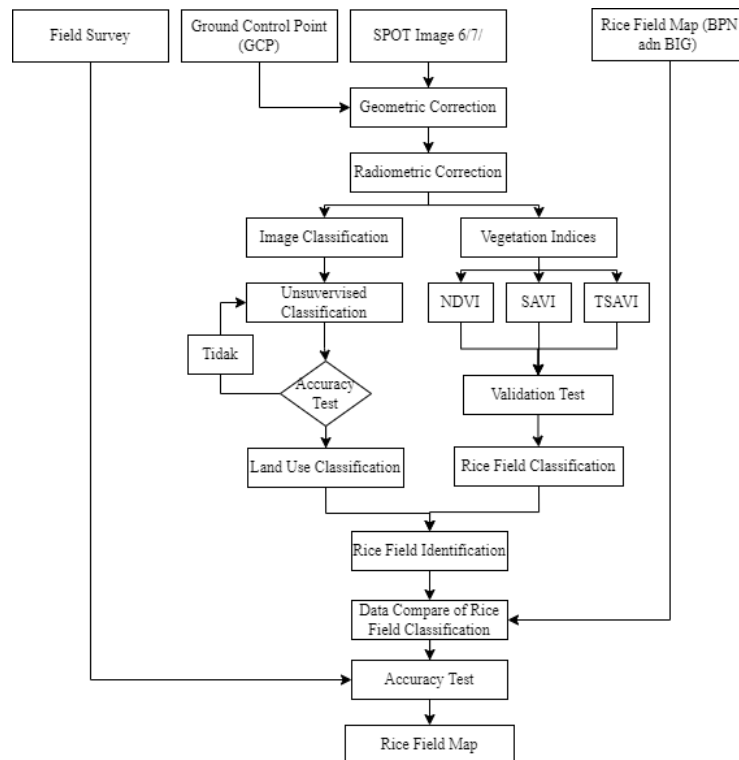 Field Survey
Ground Control Point
(GCP)
SPOT Image 6/7/
Rice Field Map (BPN
adn BIG)
Geometric Correction
Radiometric Correction
Image Classification
Vegetation Indices
Unsuvervised
Classification
NDVI
SAVI
TSAVI
Tidak
Accuracy
Test
Validation Test
Land Use Classification
Rice Field Classification
Rice Field Identification
Data Compare of Rice
Field Classification
Accuracy Test
Rice Field Map